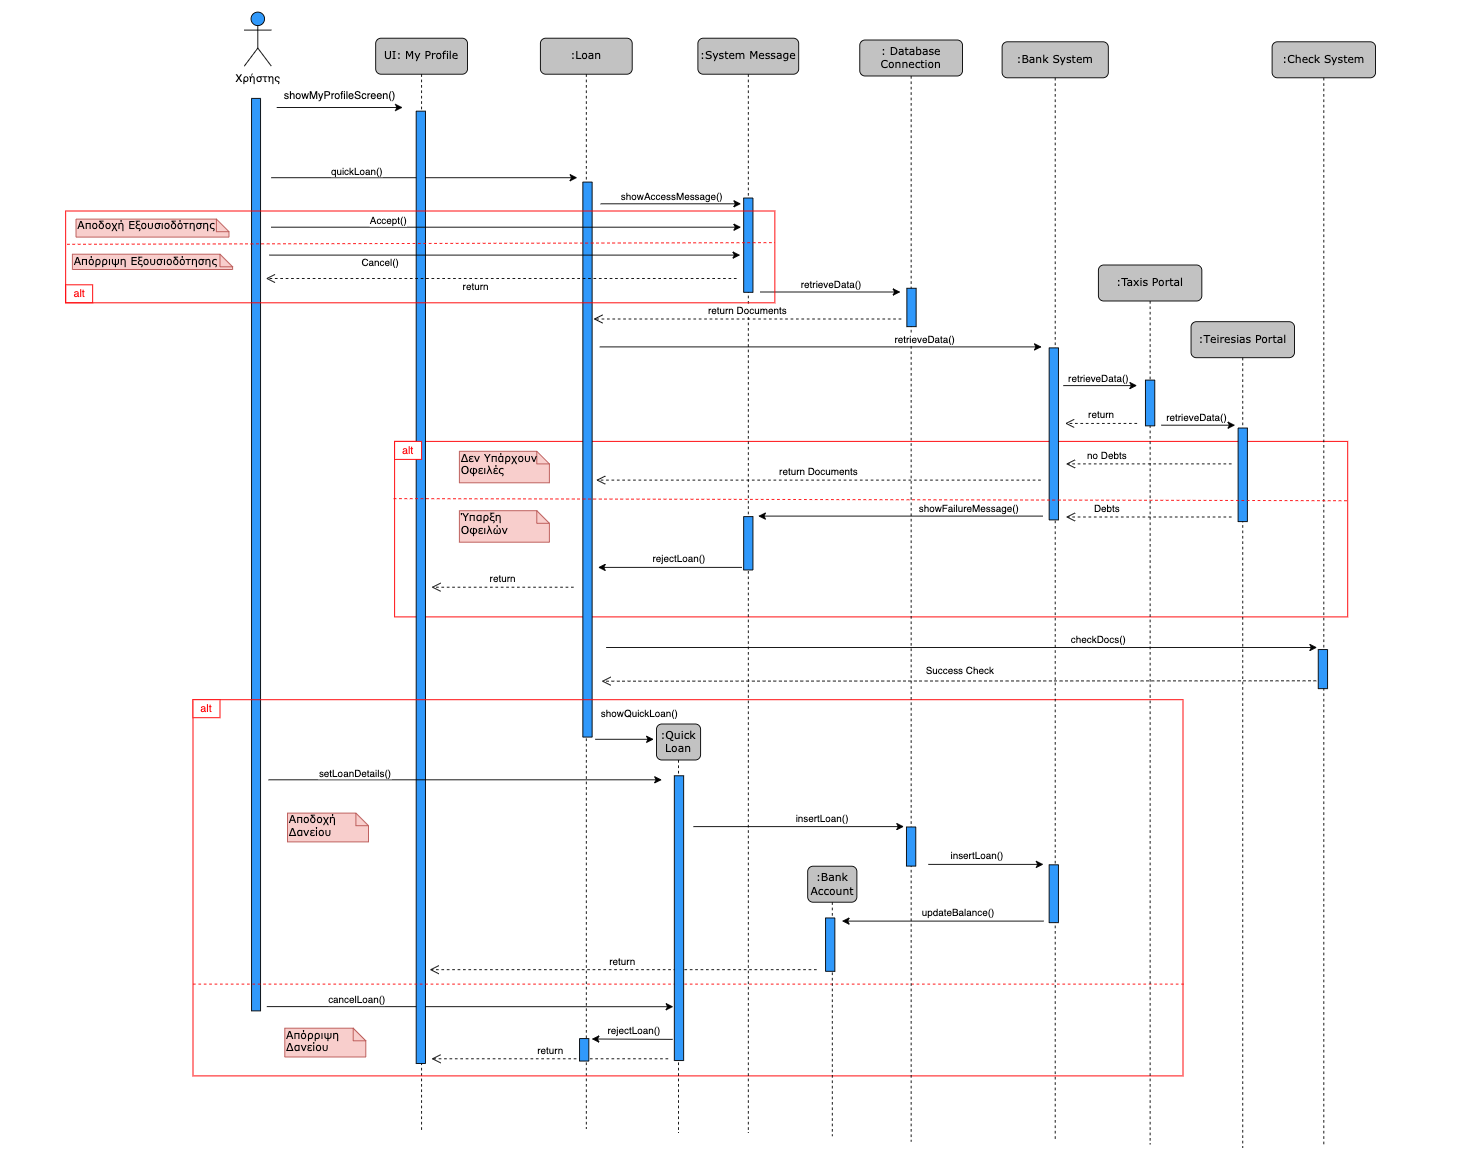 Χρήστης
UI: My Profile
:Loan
:System Message
: Database
Connection
:Bank System
:Check System
showMyProfileScreen()
quickLoan()
showAccessMessage()
Αποδοχή Εξουσιοδότησης
Accept()
Απόρριψη Εξουσιοδότησης
Cancel()
return
alt
retrieveData()
:Taxis Portal
return Documents
retrieveData()
:Teiresias Portal
retrieveData()
return
retrieveData()
alt
Δεν Υπάρχουν
Οφειλές
no Debts
return Documents
Ύπαρξη
Οφειλών
showFailureMessage()
Debts
rejectLoan()
return
checkDocs()
Success Check
alt
showQuickLoan()
:Quick
Loan
setLoanDetails()
Αποδοχή
Δανείου
insertLoan()
insertLoan()
:Bank
Account
updateBalance()
return
cancelLoan()
Απόρριψη
Δανείου
rejectLoan()
return